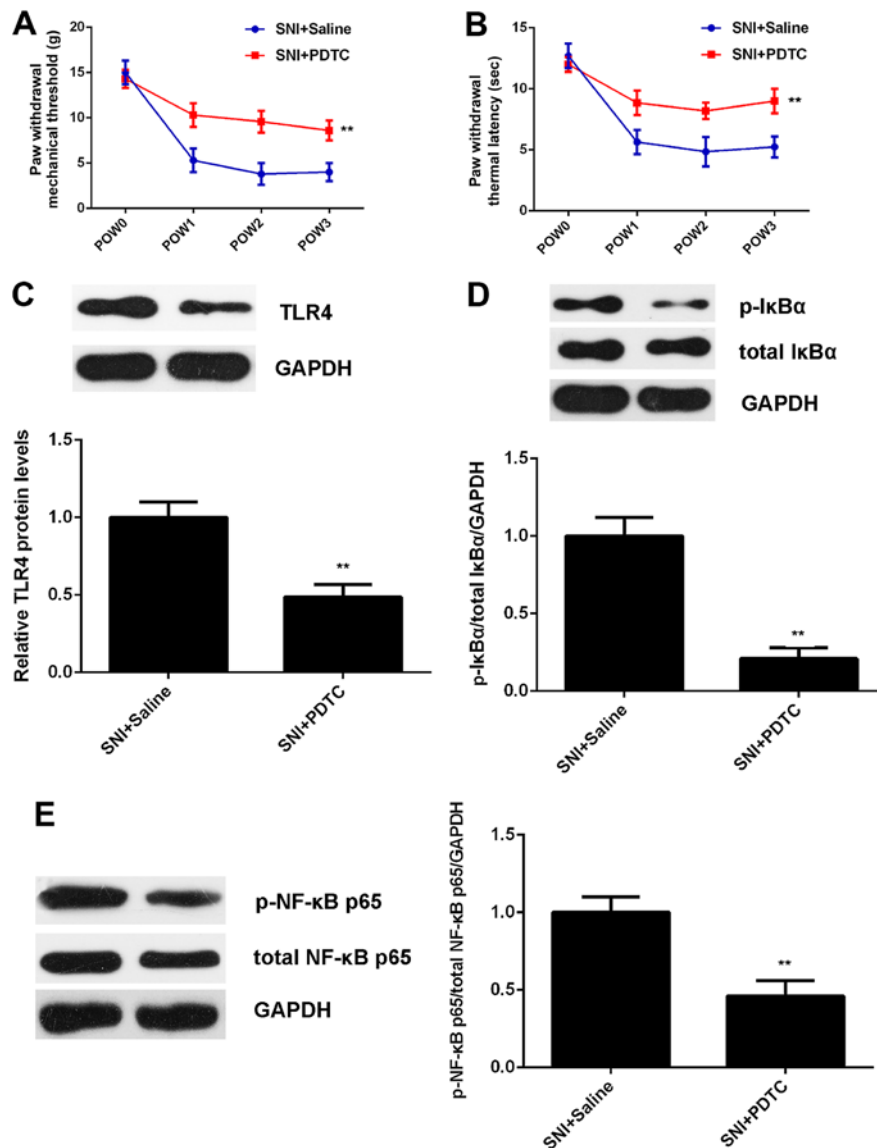 A
SNI+Saline
SNI+PDTC
Paw withdrawal
mechanical threshold (g)
20
15
10
5
0
**
POW0
POW1
POW2
POW3
B
SNI+Saline
SNI+PDTC
Paw withdrawal
thermal latency (sec)
15
10
5
0
**
POW0
POW1
POW2
POW3
C
TLR4
GAPDH
Relative TLR4 protein levels
1.5
1.0
0.5
0.0
**
SNI+Saline
SNI+PDTC
D
p-IκBα
total IκBα
GAPDH
p-IκBα/total IκBα/GAPDH
1.5
1.0
0.5
0.0
**
SNI+Saline
SNI+PDTC
E
p-NF-κB p65
total NF-κB p65
GAPDH
p-NF-κB p65/total NF-κB p65/GAPDH
1.5
1.0
0.5
0.0
**
SNI+Saline
SNI+PDTC